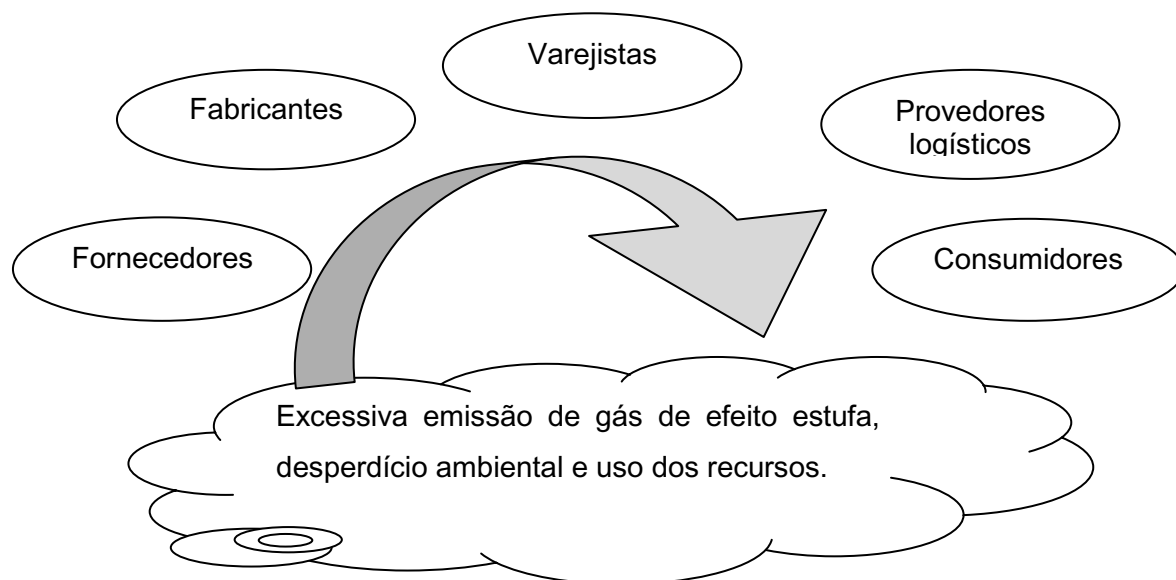 Varejistas
Fabricantes
Provedores
logísticos
Fornecedores
Consumidores
Excessiva emissão de gás de efeito estufa,
desperdício ambiental e uso dos recursos.